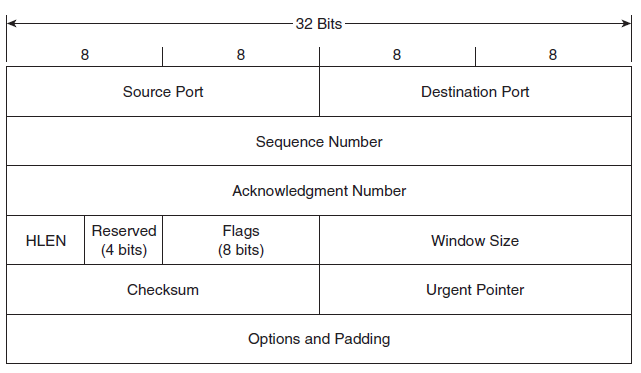 32 Bits
8 8 8 8
Source Port Destination Port
Sequence Number
Acknowledgment Number
HLEN Reserved (4 bits) Flags (8 bits) Window Size
Checksum Urgent Pointer
Options and Padding